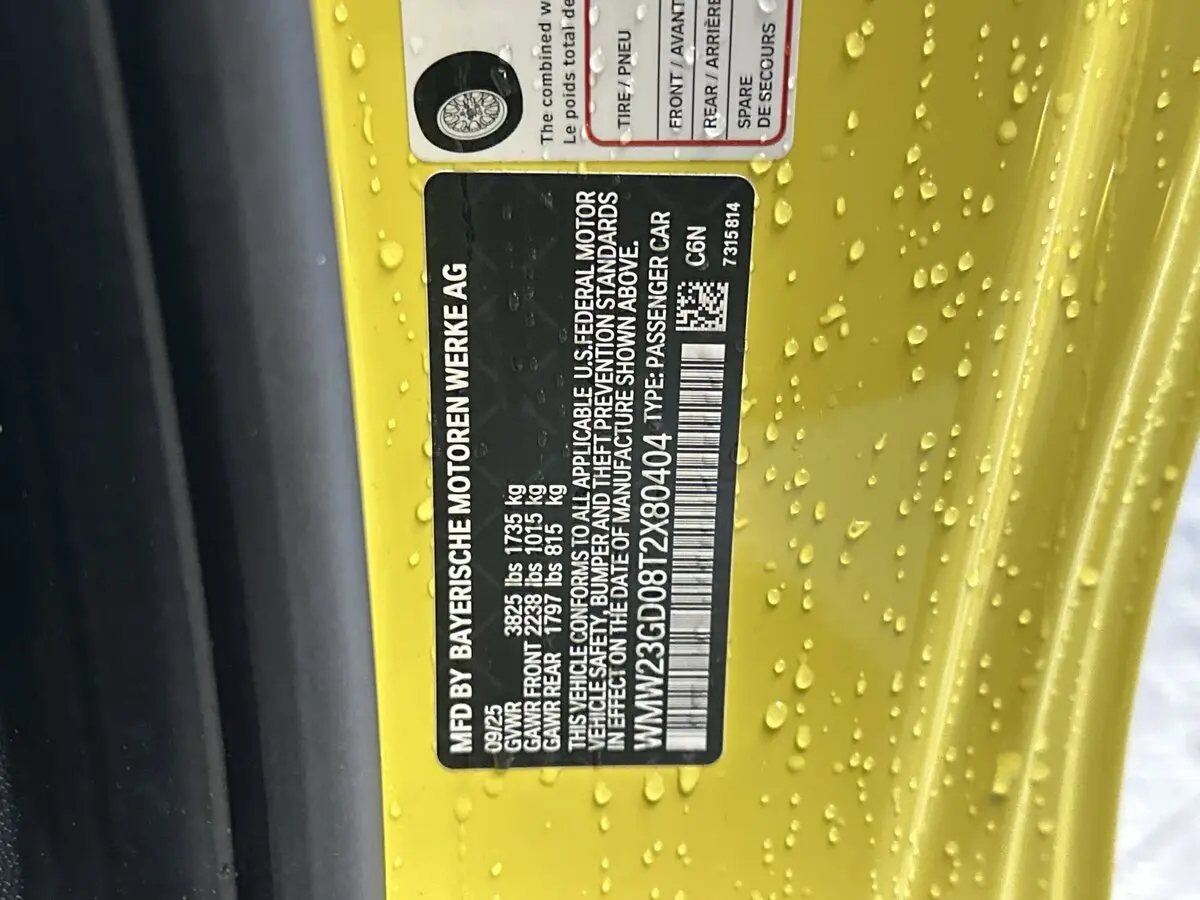 The combined w
Le poids total de
TIRE / PNEU
FRONT / AVANT
REAR / ARRIÈRE
SPARE
DE SECOURS
MFD BY BAYERISCHE MOTOREN WERKE AG
09/25
GVWR 3825 lbs 1735 kg
GAWR FRONT 2238 lbs 1015 kg
GAWR REAR 1797 lbs 815 kg
THIS VEHICLE CONFORMS TO ALL APPLICABLE U.S.FEDERAL MOTOR
VEHICLE SAFETY, BUMPER AND THEFT PREVENTION STANDARDS
IN EFFECT ON THE DATE OF MANUFACTURE SHOWN ABOVE.
WMW23GD08T2X80404 TYPE: PASSENGER CAR
C6N
7 315 814